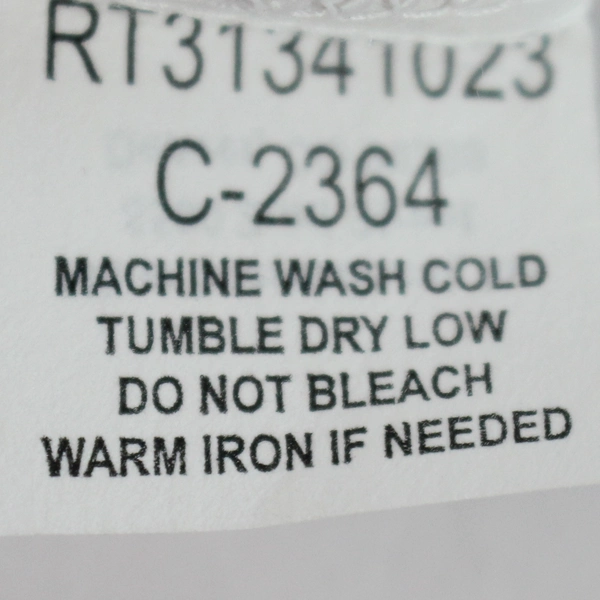 RT31341023
C-2364
MACHINE WASH COLD
TUMBLE DRY LOW
DO NOT BLEACH
WARM IRON IF NEEDED